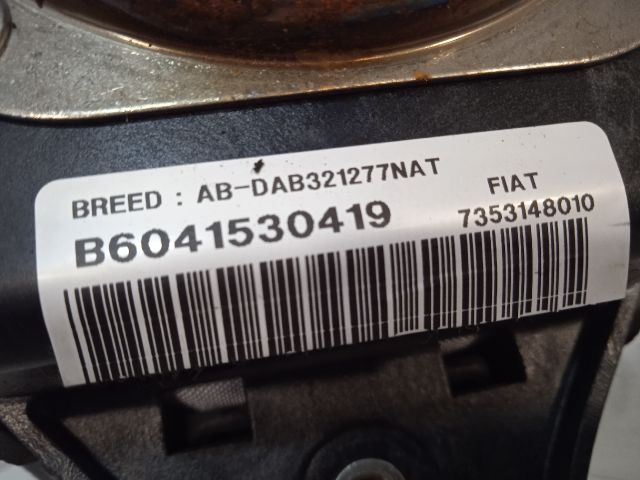 BREED : AB-DAB321277NAT
FIAT
B6041530419
7353148010